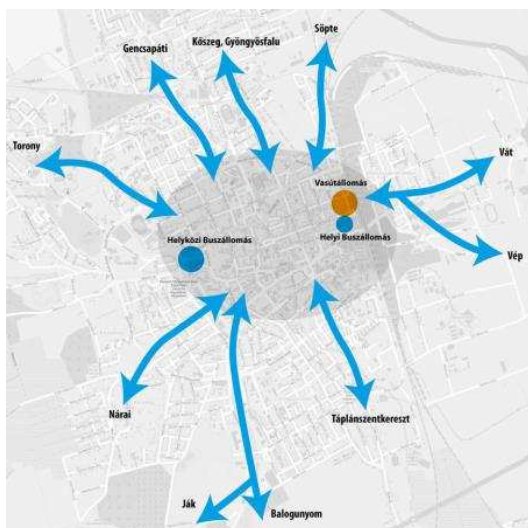 Söpte
Kőszeg, Gyöngyösfalu
Gencsapáti
Torony
Vát
Vasútállomás
Helyi Buszállomás
Helyközi Buszállomás
Vép
Nárai
Táplánszentkereszt
Ják
Balogunyom